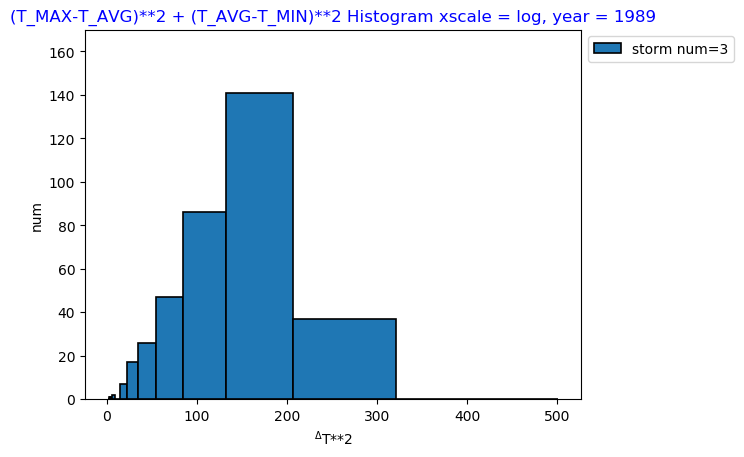 (T_MAX-T_AVG)**2 + (T_AVG-T_MIN)**2 Histogram xscale = log, year = 1989
storm num=3
160
140
120
100
80
60
40
20
0
num
0 100 200 300 400 500
ΔT**2